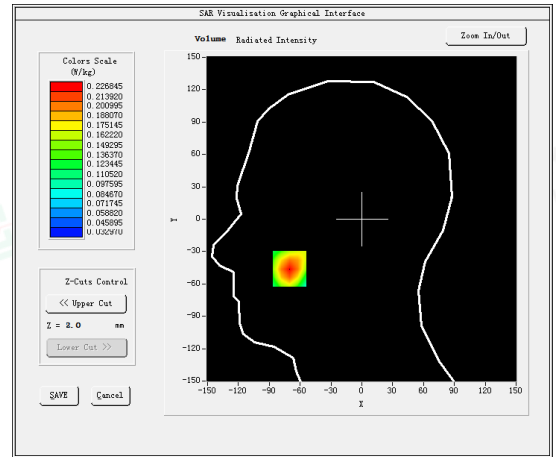 SAR Visualisation Graphical Interface
Volume Radiated Intensity
Zoom In/Out
Colors Scale
(W/kg)
0.226845
0.213920
0.200995
0.188070
0.175145
0.162220
0.149295
0.136370
0.123445
0.110520
0.097595
0.084670
0.071745
0.058820
0.045895
0.032970
Z-Cuts Control
<< Upper Cut
Z = 2.0 mm
Lower Cut >>
SAVE Cancel
150
120
90
60
30
0
-30
-60
-90
-120
-150
Y
-150 -120 -90 -60 -30 0 30 60 90 120 150
X